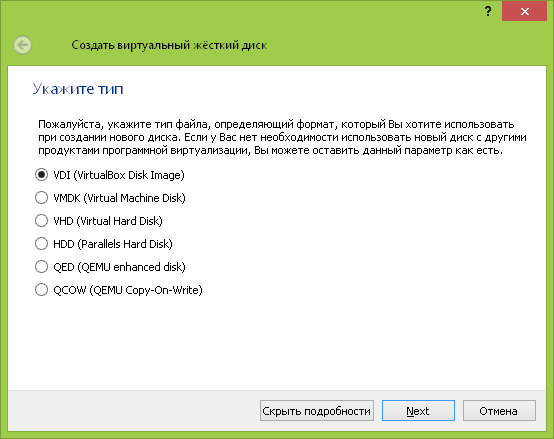 ?
Создать виртуальный жёсткий диск
Укажите тип
Пожалуйста, укажите тип файла, определяющий формат, который Вы хотите использовать
при создании нового диска. Если у Вас нет необходимости использовать новый диск с другими
продуктами программной виртуализации, Вы можете оставить данный параметр как есть.
VDI (VirtualBox Disk Image)
VMDK (Virtual Machine Disk)
VHD (Virtual Hard Disk)
HDD (Parallels Hard Disk)
QED (QEMU enhanced disk)
QCOW (QEMU Copy-On-Write)
Скрыть подробности Next Отмена